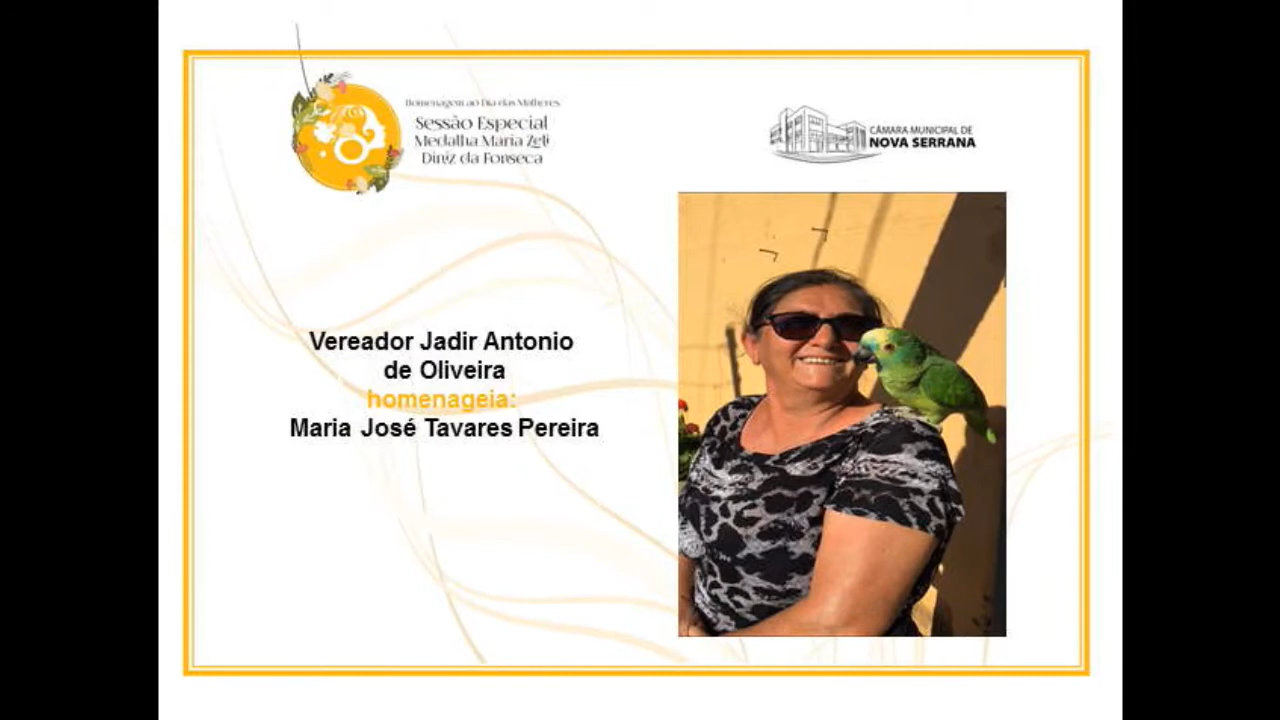 Homenagem ao Dia das Mulheres
Sessão Especial
Medalha Maria Zeli
Diniz da Fonseca
CÂMARA MUNICIPAL DE
NOVA SERRANA
Vereador Jadir Antonio
de Oliveira
homenageia:
Maria José Tavares Pereira